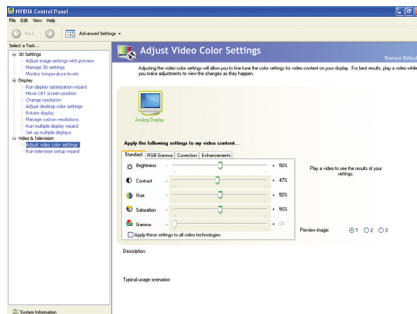 NVIDIA Control Panel
File Edit View Help
Back Advanced Settings
Select a Task...
3D Settings
Adjust image settings with preview
Manage 3D settings
Monitor temperature levels
Display
Run display optimization wizard
Move CRT screen position
Change resolution
Adjust desktop color settings
Rotate display
Manage custom resolutions
Run multiple display wizard
Set up multiple displays
Video & Television
Adjust video color settings
Run television setup wizard
System Information
Adjust Video Color Settings
Restore Defaul
Adjusting the video color settings will allow you to fine tune the color settings for video content on your display. For best results, play a video while
you make adjustments to view the changes as they happen.
Analog Display
Apply the following settings to my video content...
Standard RGB Gamma Correction Enhancements
Brightness - + 50%
Contrast - + 47%
Hue - + 50%
Saturation - + 50%
Gamma - + 0%
Apply these settings to all video technologies
Play a video to see the results of your
settings.
Preview image: 1 2 3
Description:
Typical usage scenarios: